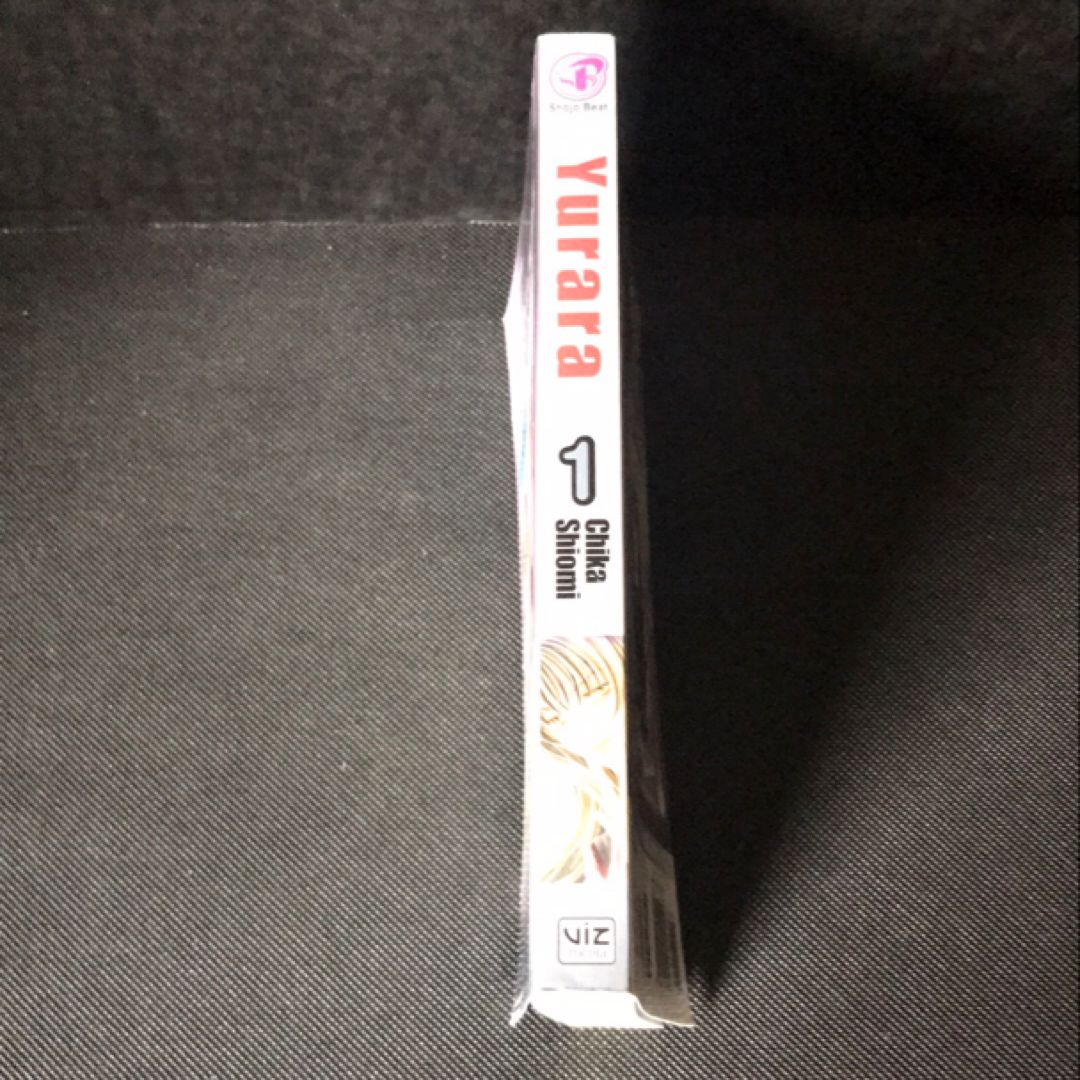 Shojo Beat
Yurara
1
Chika
Shiomi
VIZ